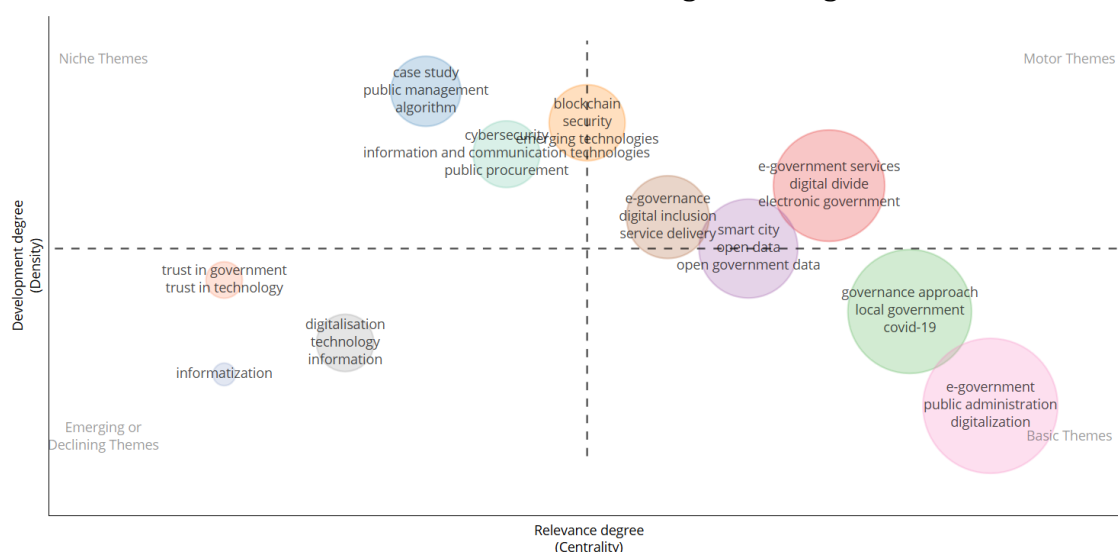 Niche Themes
Motor Themes
case study
public management
algorithm
blockchain
security
emerging technologies
cybersecurity
information and communication technologies
public procurement
e-government services
digital divide
electronic government
e-governance
digital inclusion
service delivery
smart city
open data
open government data
trust in government
trust in technology
digitalisation
technology
information
informatization
governance approach
local government
covid-19
e-government
public administration
digitalization
Emerging or
Declining Themes
Basic Themes
Development degree
(Density)
Relevance degree
(Centrality)